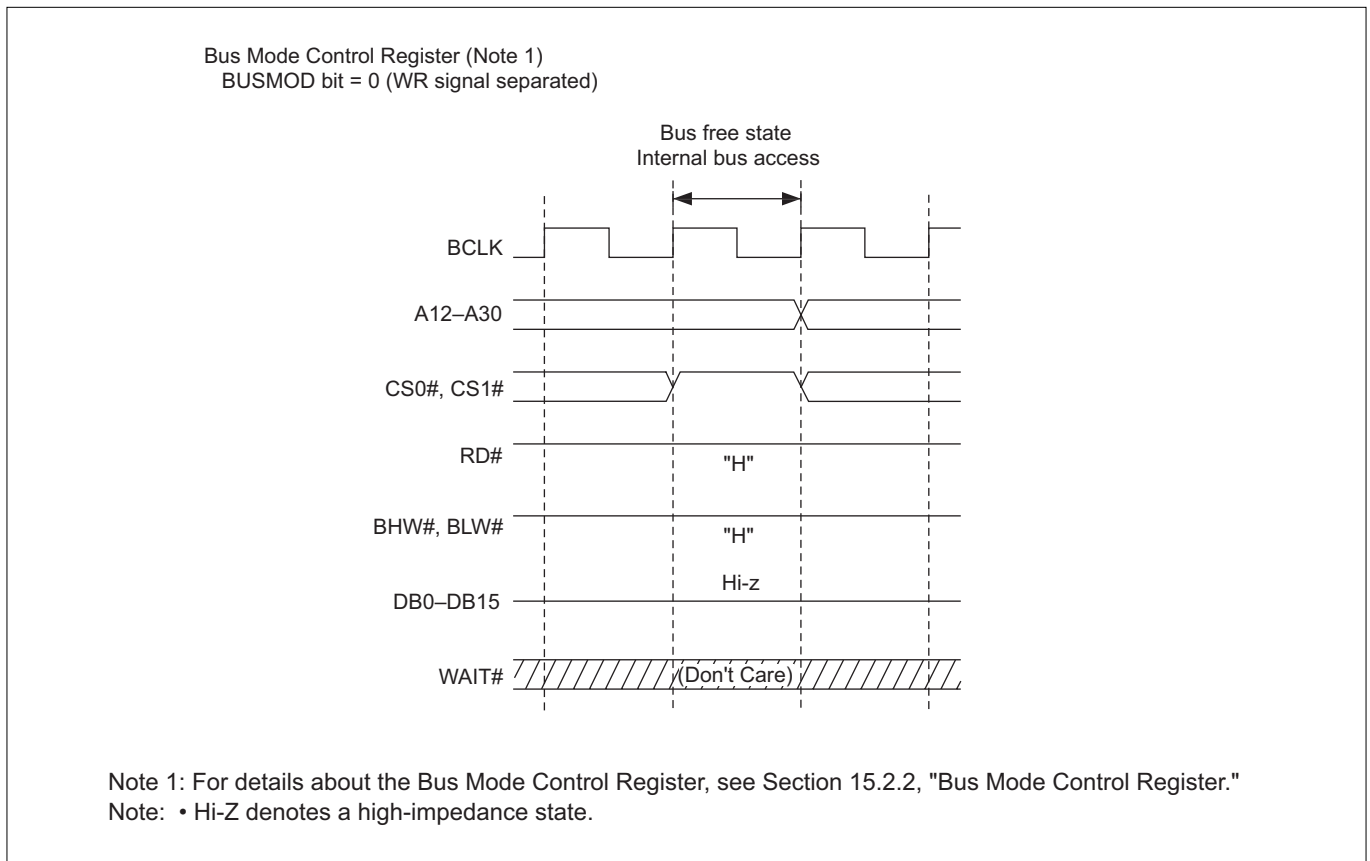 Bus Mode Control Register (Note 1)
BUSMOD bit = 0 (WR signal separated)
Bus free state
Internal bus access
BCLK
A12–A30
CS0#, CS1#
RD#
"H"
BHW#, BLW#
"H"
Hi-z
DB0–DB15
WAIT#
(Don't Care)
Note 1: For details about the Bus Mode Control Register, see Section 15.2.2, "Bus Mode Control Register."
Note: • Hi-Z denotes a high-impedance state.